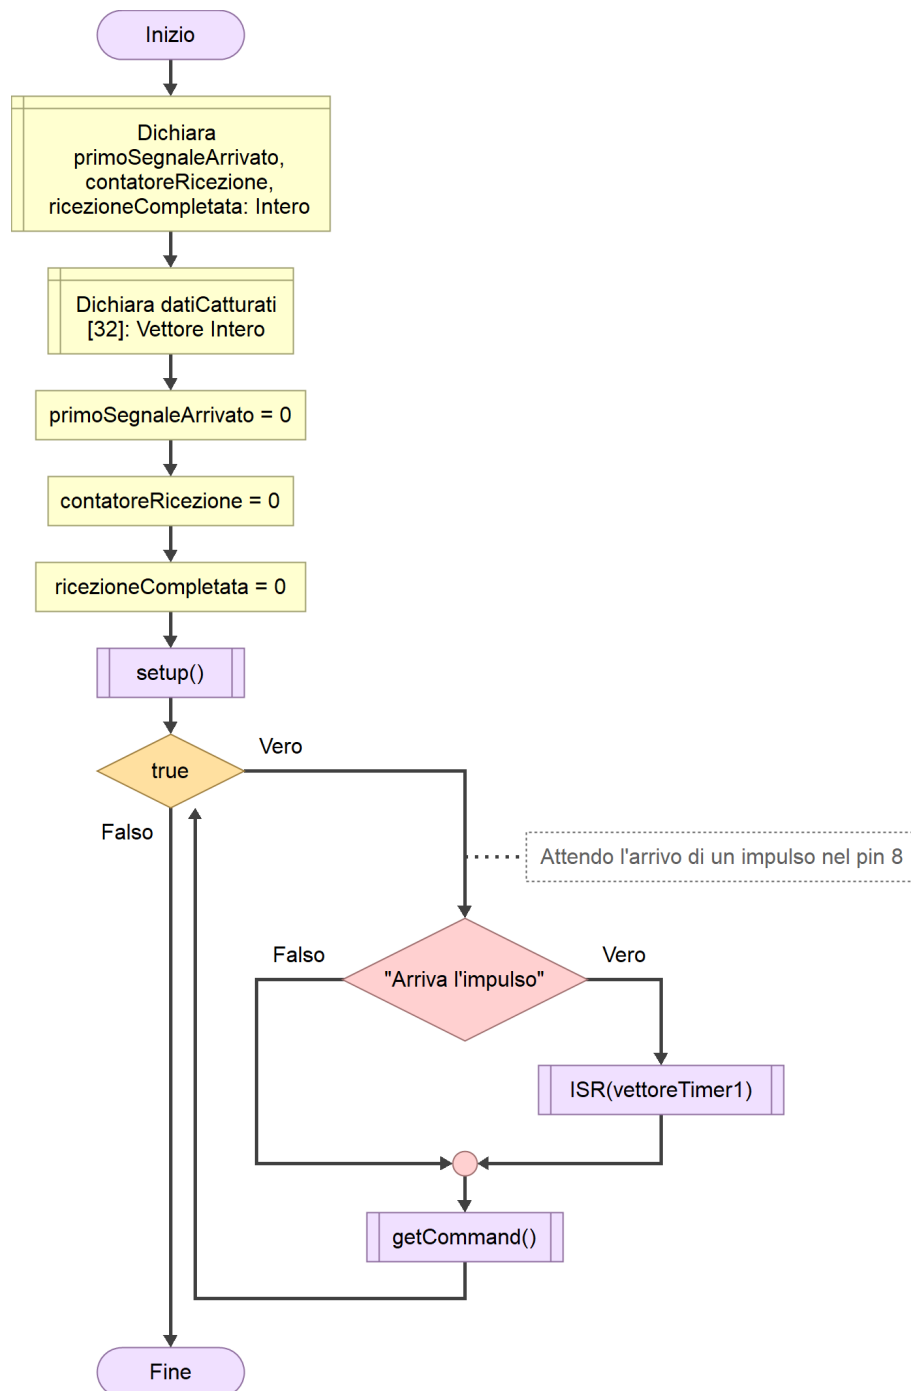 Inizio
Dichiara
primoSegnaleArrivato,
contatoreRicezione,
ricezioneCompletata: Intero
Dichiara datiCatturati
[32]: Vettore Intero
primoSegnaleArrivato = 0
contatoreRicezione = 0
ricezioneCompletata = 0
setup()
Vero
true
Falso
Attendo l'arrivo di un impulso nel pin 8
Falso
Vero
"Arriva l'impulso"
ISR(vettoreTimer1)
getCommand()
Fine